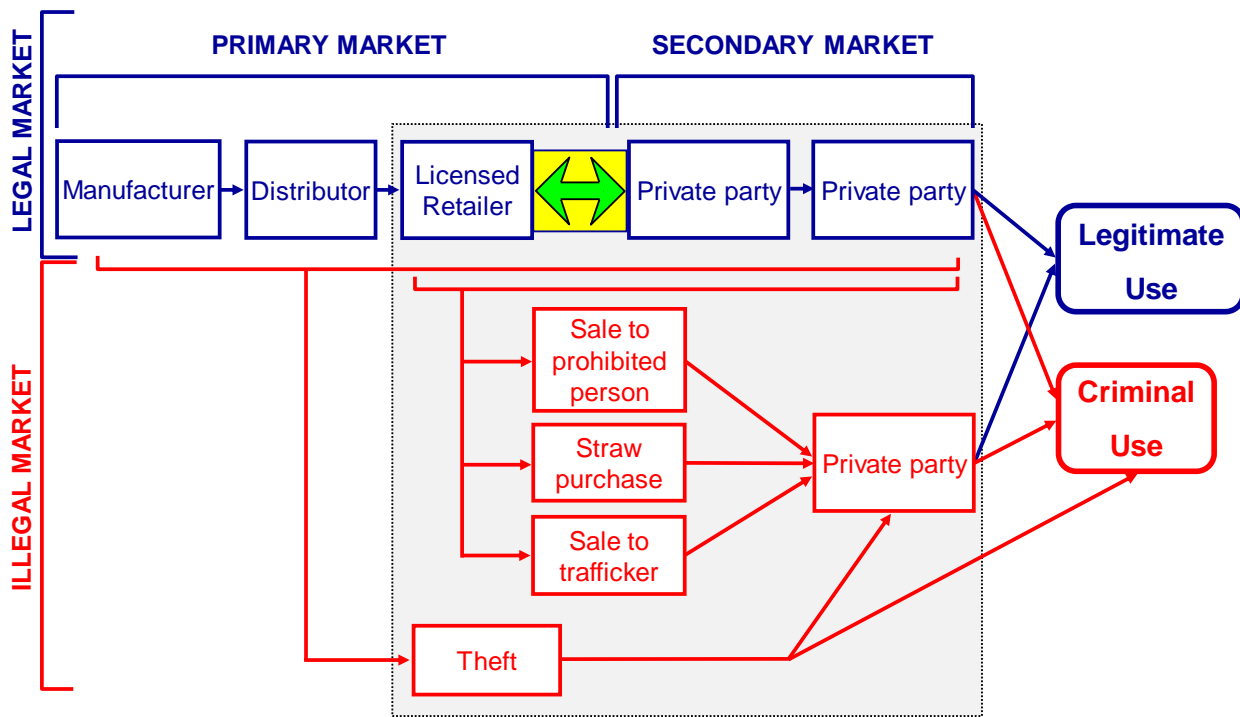 PRIMARY MARKET
SECONDARY MARKET
LEGAL MARKET
Manufacturer
Distributor
Licensed
Retailer
Private party
Private party
Legitimate
Use
ILLEGAL MARKET
Sale to
prohibited
person
Straw
purchase
Sale to
trafficker
Private party
Criminal
Use
Theft